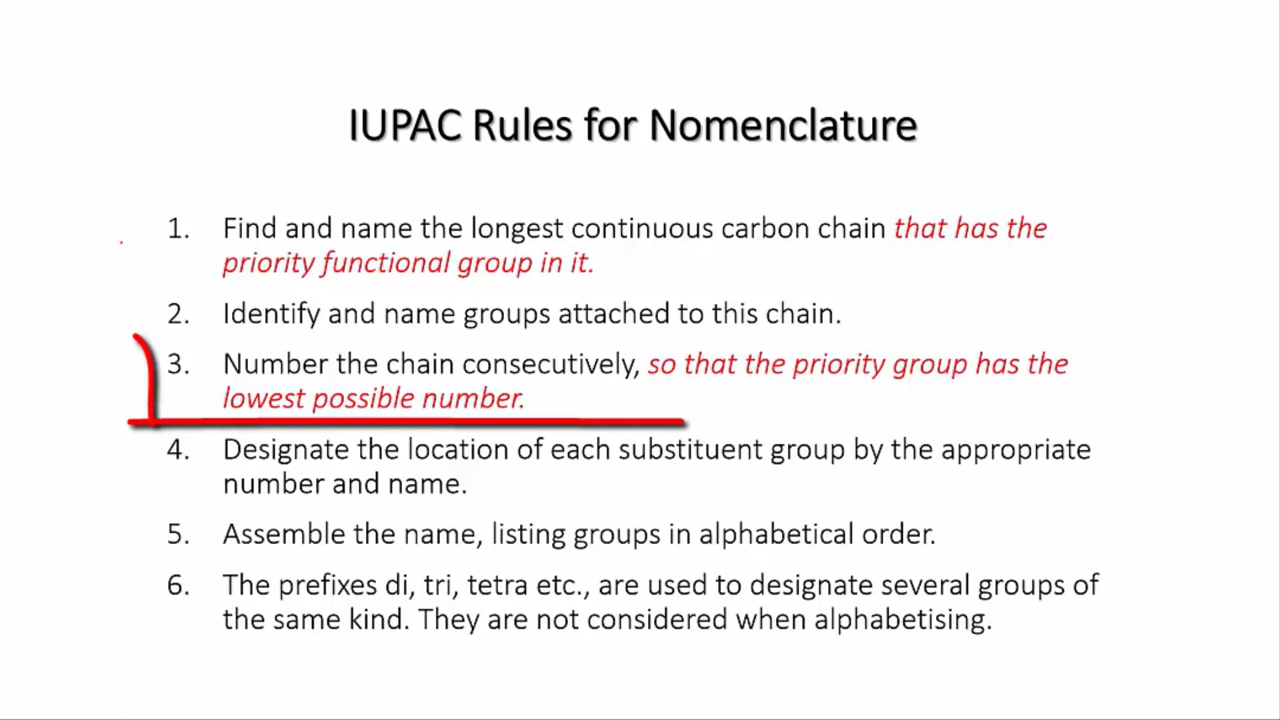 IUPAC Rules for Nomenclature
1. Find and name the longest continuous carbon chain that has the
priority functional group in it.
2. Identify and name groups attached to this chain.
3. Number the chain consecutively, so that the priority group has the
lowest possible number.
4. Designate the location of each substituent group by the appropriate
number and name.
5. Assemble the name, listing groups in alphabetical order.
6. The prefixes di, tri, tetra etc., are used to designate several groups of
the same kind. They are not considered when alphabetising.